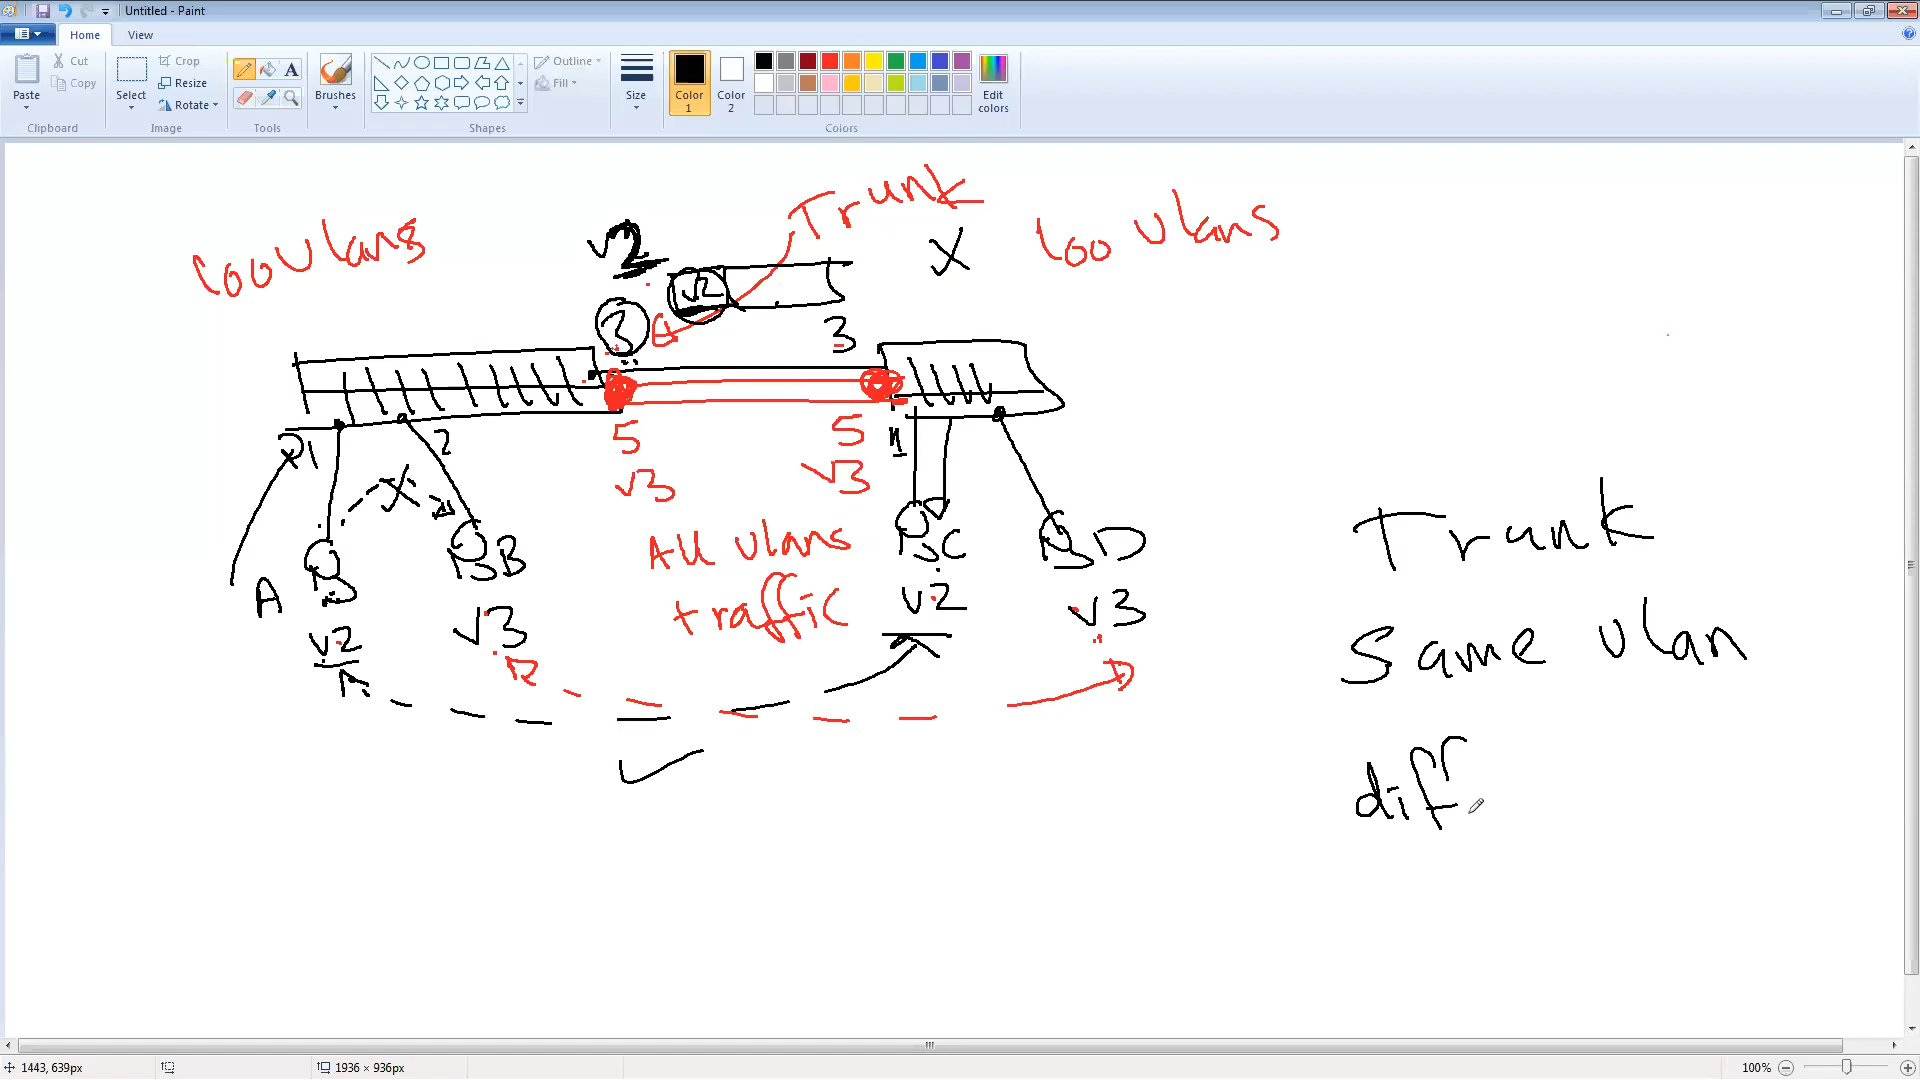 Untitled - Paint
Home
View
Paste
Cut
Copy
Clipboard
Select
Crop
Resize
Rotate
Image
Tools
Brushes
Shapes
Outline
Fill
Size
Color 1
Color 2
Edit colors
Colors
Trunk
100 Vlans
v2
X
100 Vlans
v2
3
3
1
2
5
5
v3
v3
X
A
B
C
D
All vlans
traffic
v2
v3
v2
v3
Trunk
Same vlan
diff
1443, 639px
1936 × 936px
100%